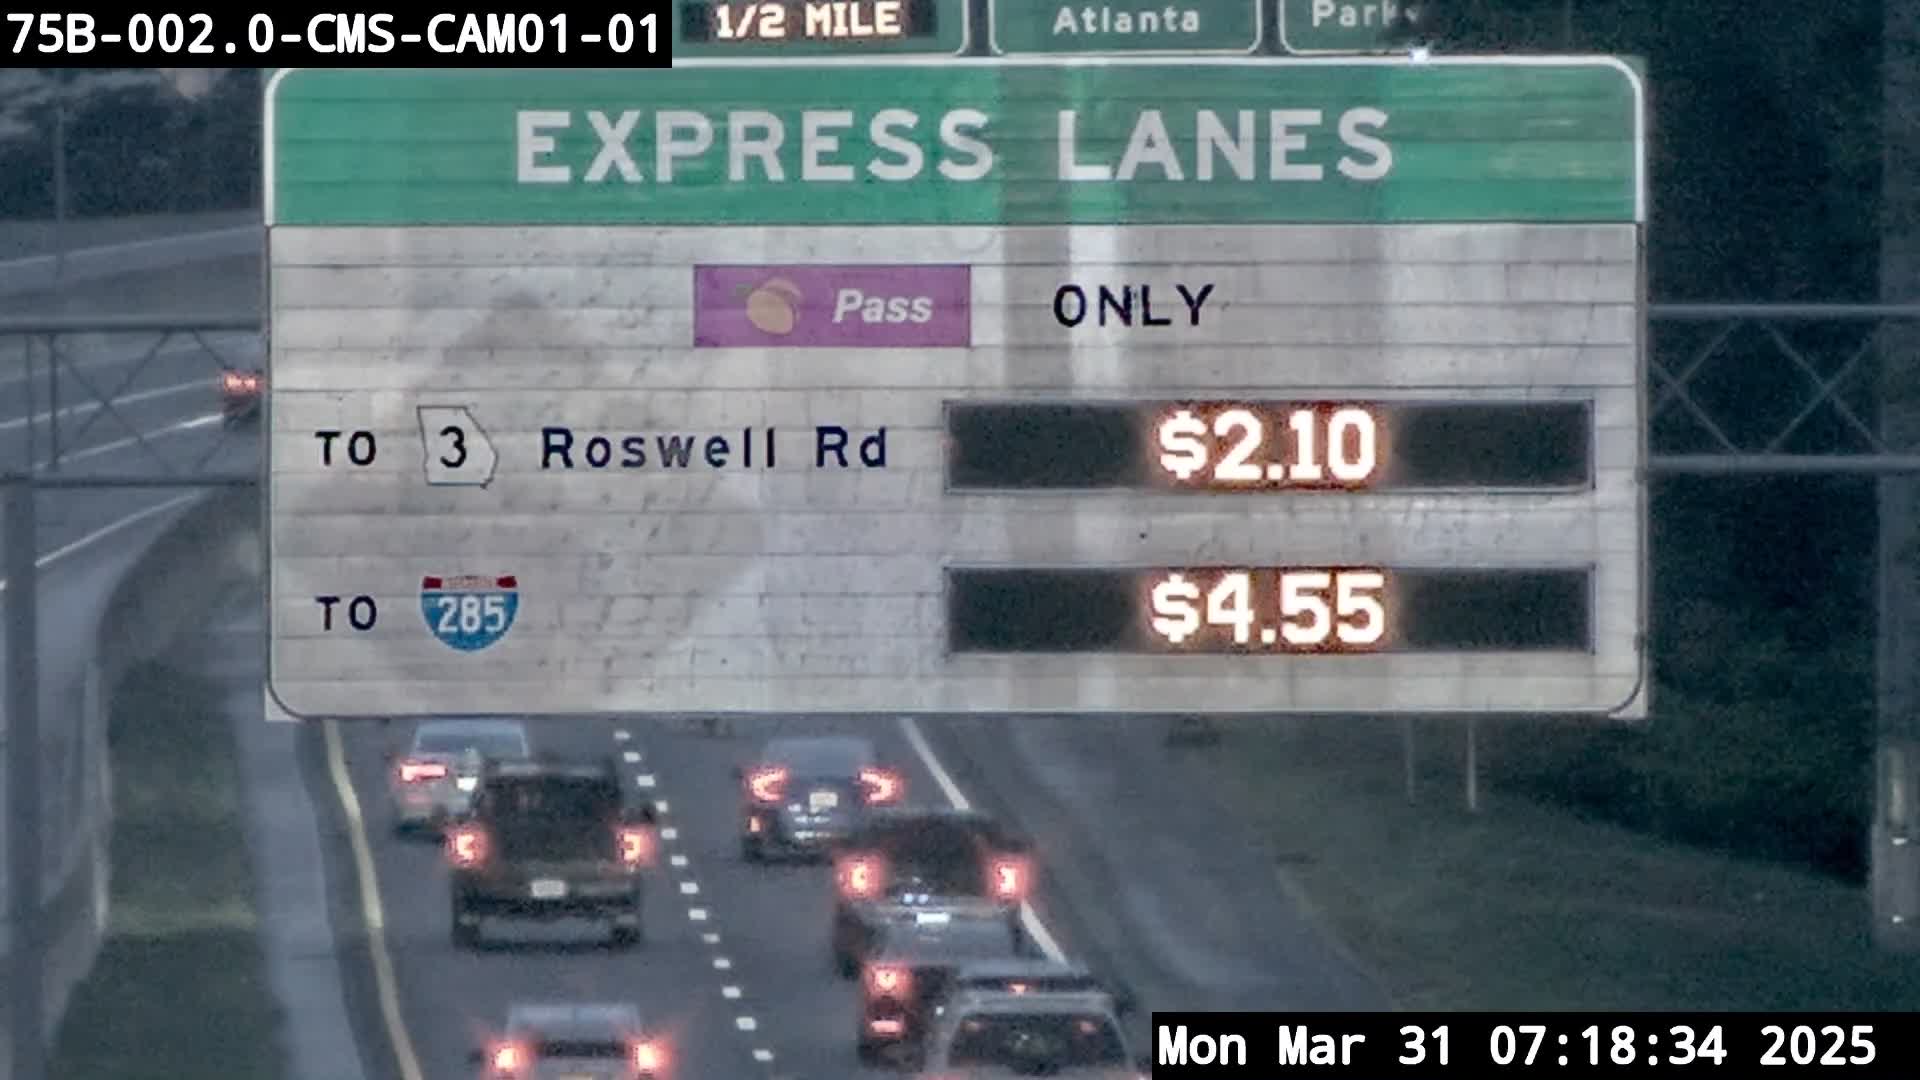 75B-002.0-CMS-CAM01-01
1/2 MILE
Atlanta
EXPRESS LANES
Pass ONLY
TO 3 Roswell Rd $2.10
TO 285 $4.55
Mon Mar 31 07:18:34 2025